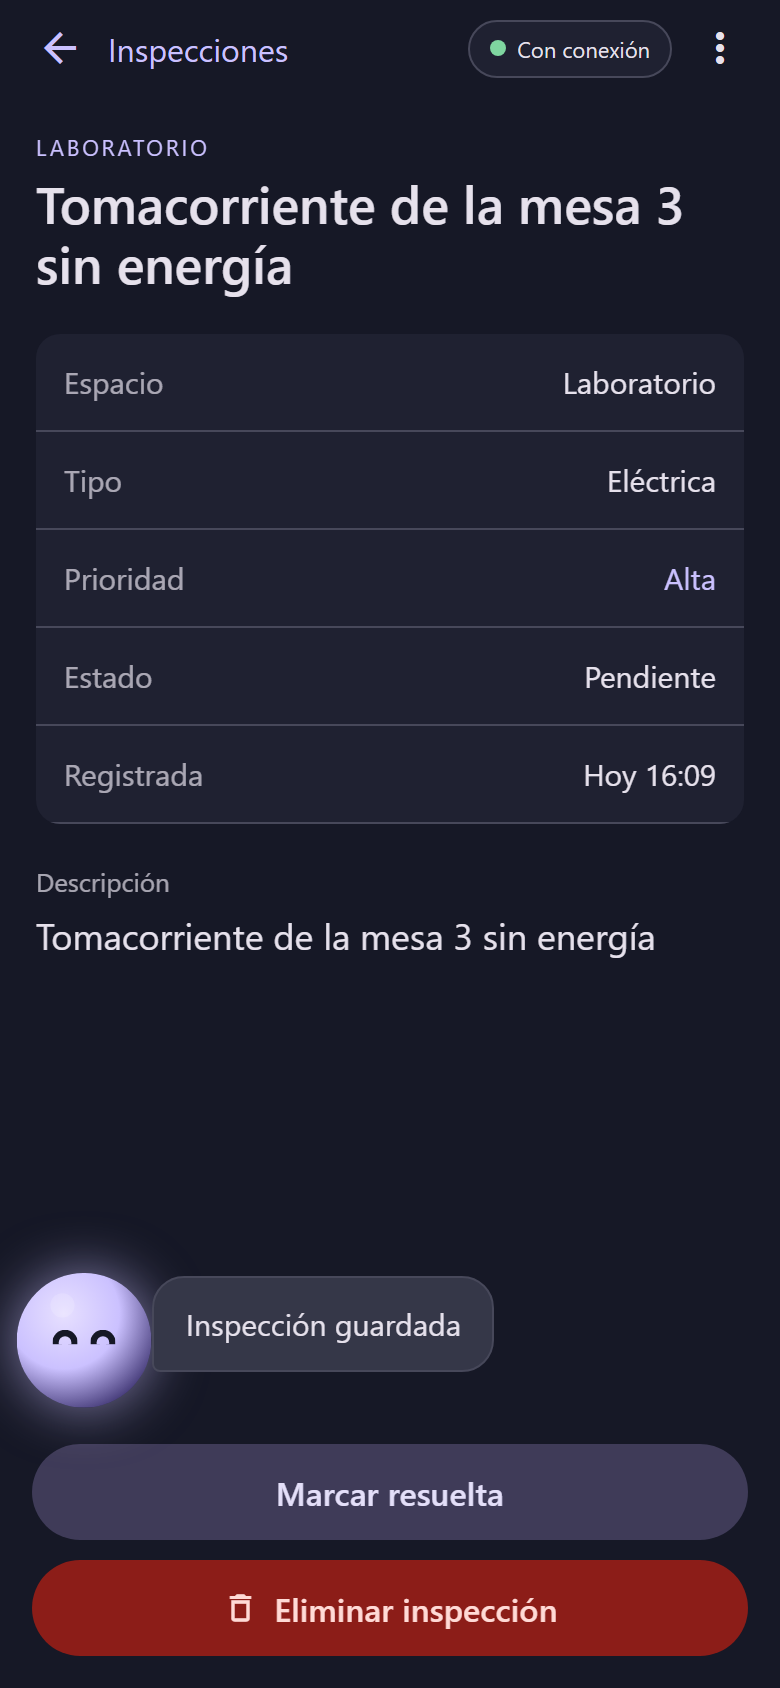 Inspecciones
Con conexión
LABORATORIO
Tomacorriente de la mesa 3
sin energía
Espacio Laboratorio
Tipo Eléctrica
Prioridad Alta
Estado Pendiente
Registrada Hoy 16:09
Descripción
Tomacorriente de la mesa 3 sin energía
Inspección guardada
Marcar resuelta
Eliminar inspección